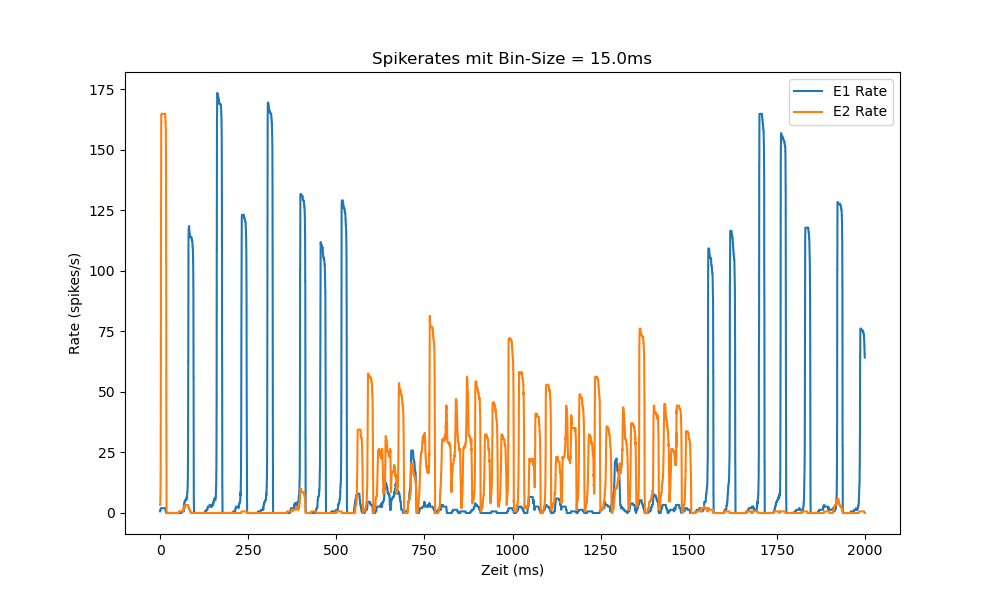 Spikerates mit Bin-Size = 15.0ms
E1 Rate
E2 Rate
Rate (spikes/s)
175
150
125
100
75
50
25
0
0 250 500 750 1000 1250 1500 1750 2000
Zeit (ms)